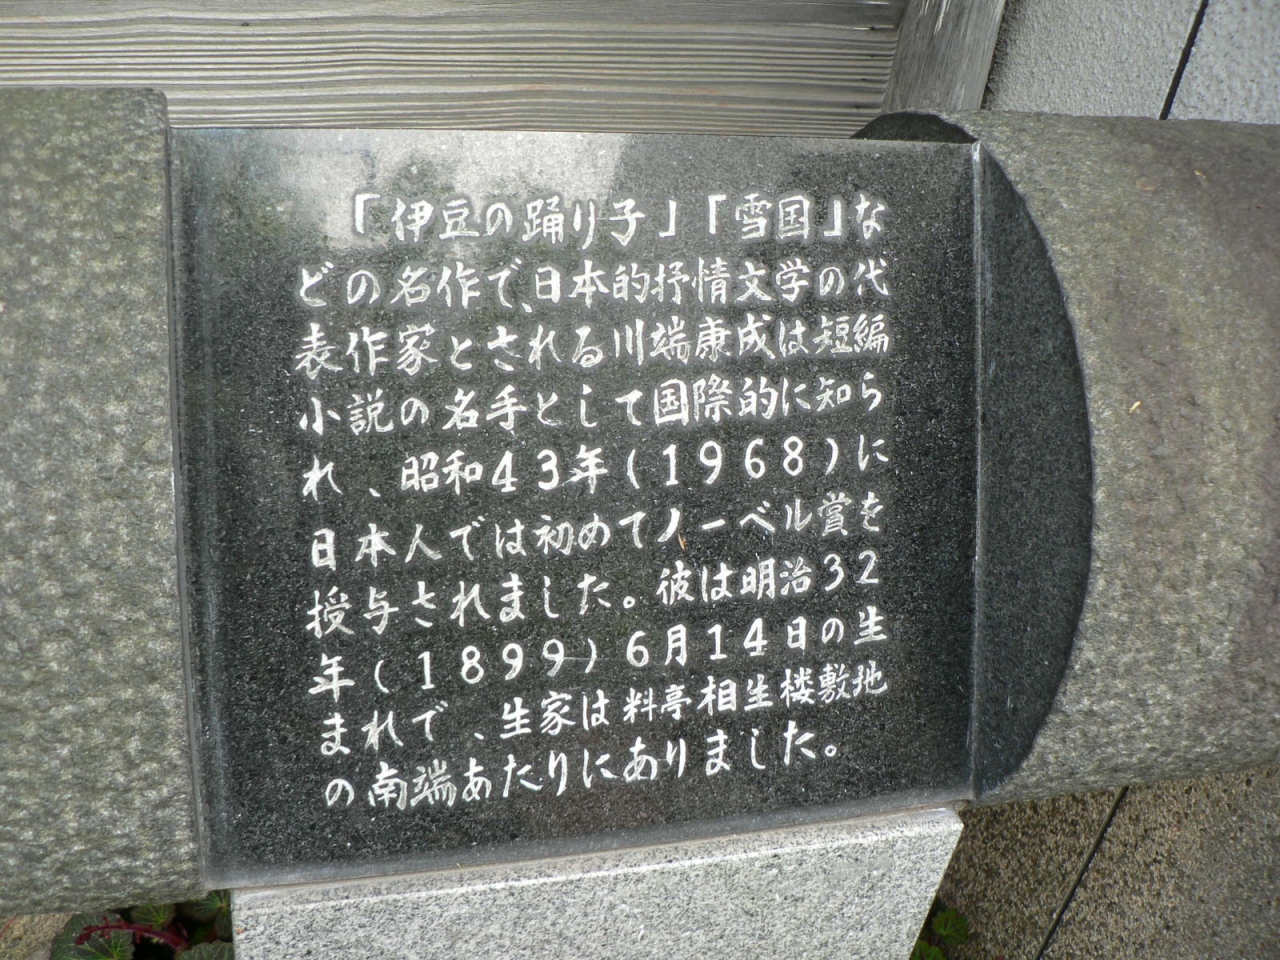 「伊豆の踊り子」「雪国」な
どの名作で、日本的抒情文学の代
表作家とされる川端康成は短編
小説の名手として国際的に知ら
れ、昭和43年(1968)に
日本人では初めてノーベル賞を
授与されました。彼は明治32
年(1899)6月14日の生
まれで、生家は料亭相生楼敷地
の南端あたりにありました。